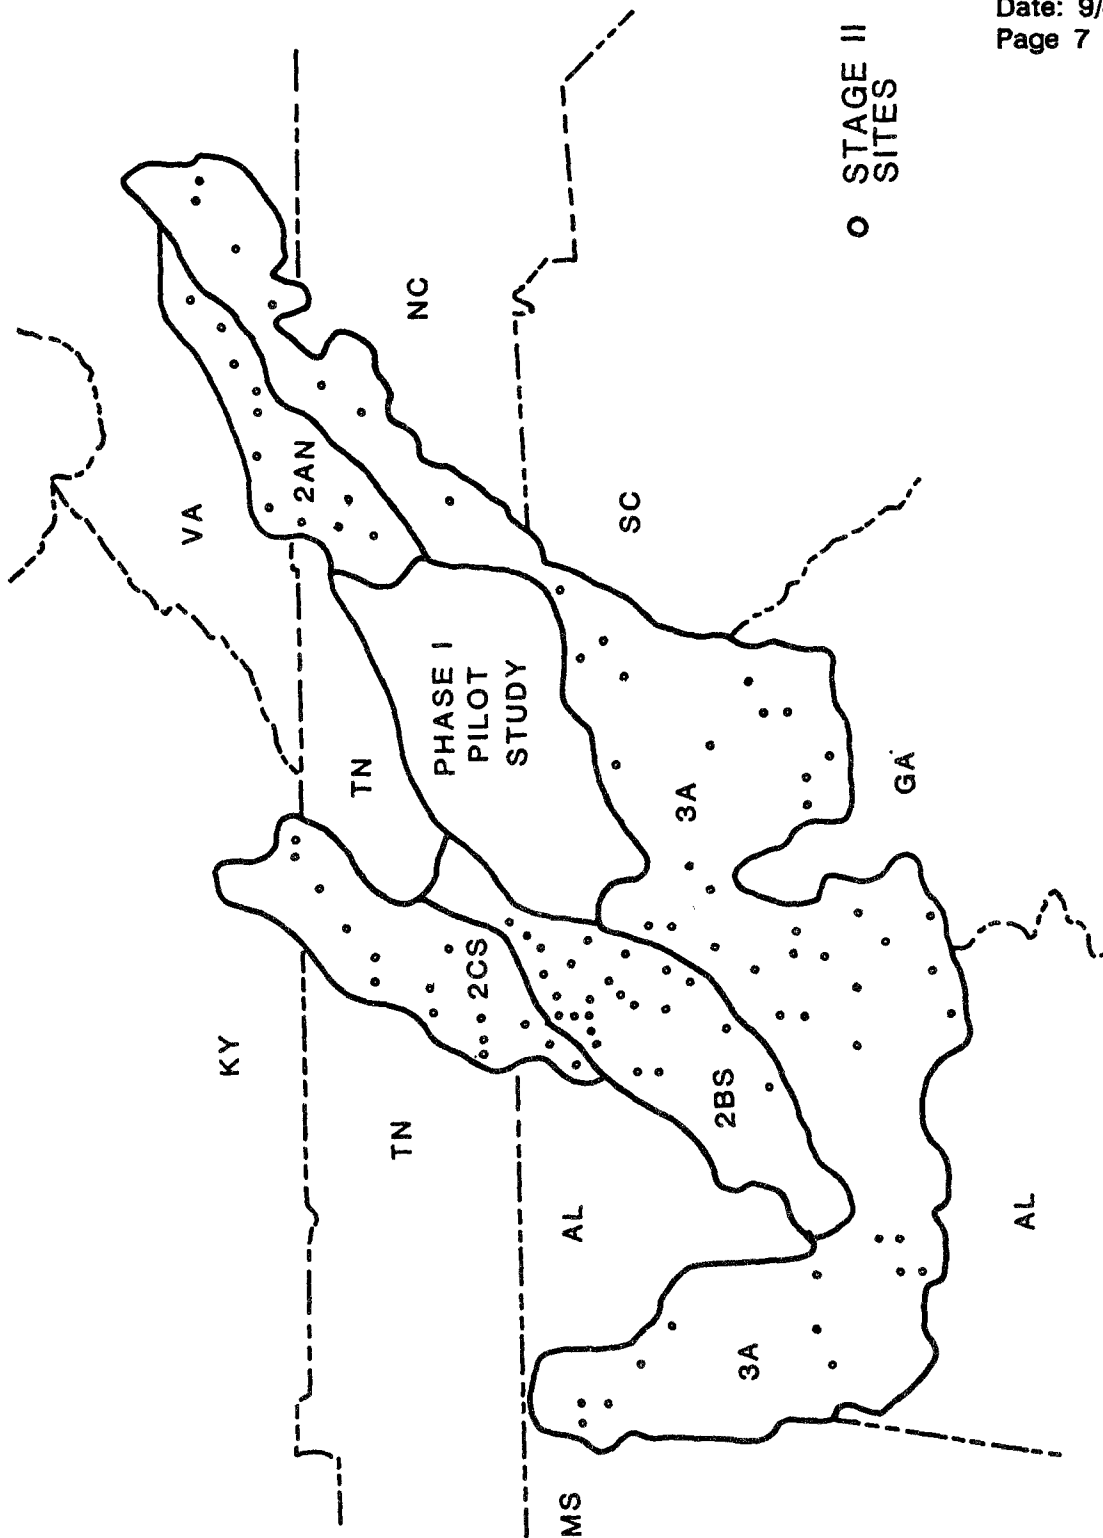 Date: 9/
Page 7
O STAGE II
SITES
KY
VA
TN
TN
2CS
2AN
NC
PHASE I
PILOT
STUDY
MS
AL
2BS
3A
3A
SC
AL
GA